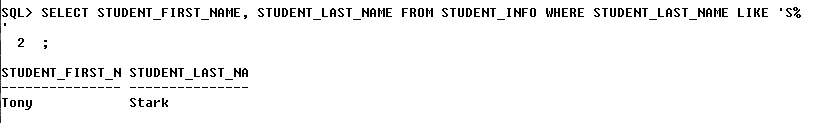 SQL> SELECT STUDENT_FIRST_NAME, STUDENT_LAST_NAME FROM STUDENT_INFO WHERE STUDENT_LAST_NAME LIKE 'S%
'
  2  ;
STUDENT_FIRST_N STUDENT_LAST_NA
--------------- ---------------
Tony            Stark